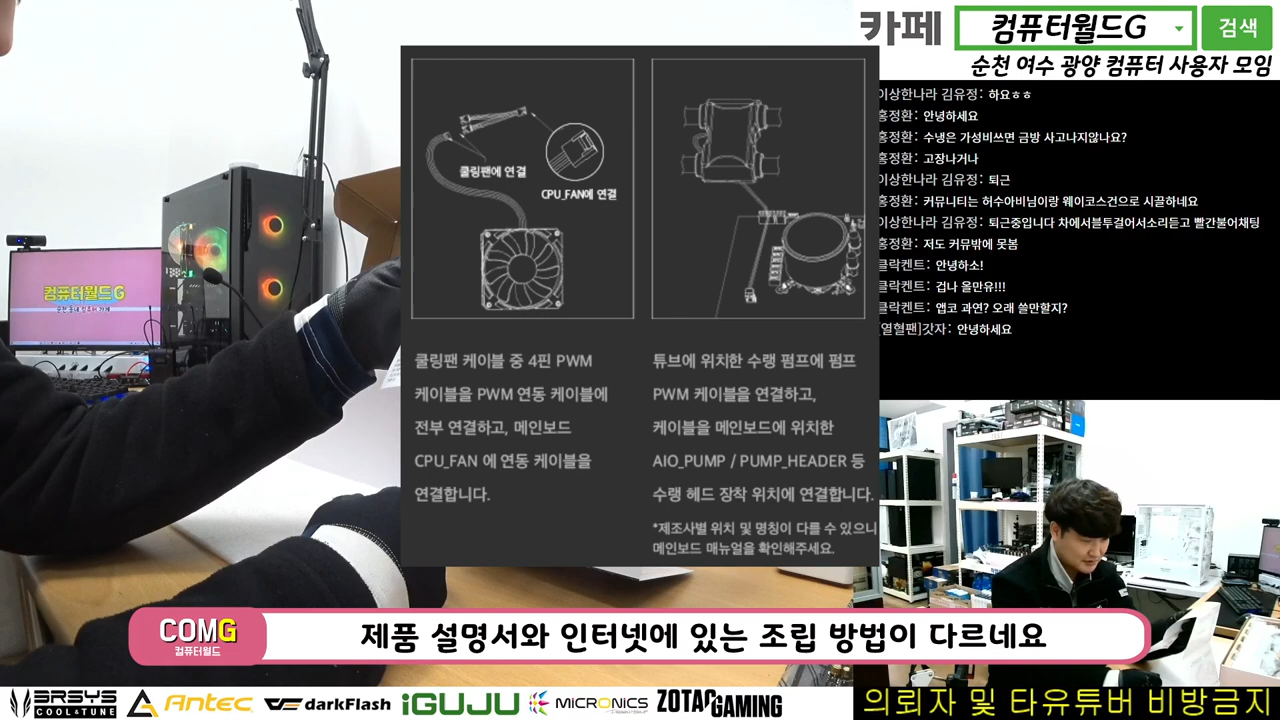 카페 컴퓨터월드G 검색
순천 여수 광양 컴퓨터 사용자 모임
이상한나라 김유정: 하요ㅎㅎ
홍정환: 안녕하세요
홍정환: 수냉은 가성비쓰면 금방 사고나지않나요?
홍정환: 고장나거나
이상한나라 김유정: 퇴근
홍정환: 커뮤니티는 허수아비님이랑 웨이코스건으로 시끌하네요
이상한나라 김유정: 퇴근중입니다 차에서블투걸어서소리듣고 빨간불어채팅
홍정환: 저도 커뮤밖에 못봄
클락켄트: 안녕하소!
클락켄트: 겁나 올만유!!!
클락켄트: 앱코 과연? 오래 쓸만할지?
[열혈팬]갓자: 안녕하세요
쿨링팬에 연결
CPU_FAN에 연결
쿨링팬 케이블 중 4핀 PWM
케이블을 PWM 연동 케이블에
전부 연결하고, 메인보드
CPU_FAN 에 연동 케이블을
연결합니다.
튜브에 위치한 수랭 펌프에 펌프
PWM 케이블을 연결하고,
케이블을 메인보드에 위치한
AIO_PUMP / PUMP_HEADER 등
수랭 헤드 장착 위치에 연결합니다.
*제조사별 위치 및 명칭이 다를 수 있으니
메인보드 매뉴얼을 확인해주세요.
컴퓨터월드G
COMG
컴퓨터월드
제품 설명서와 인터넷에 있는 조립 방법이 다르네요
3RSYS
COOL & TUNE
Antec
darkFlash
iGUJU
MICRONICS
ZOTAC GAMING
의뢰자 및 타유튜버 비방금지